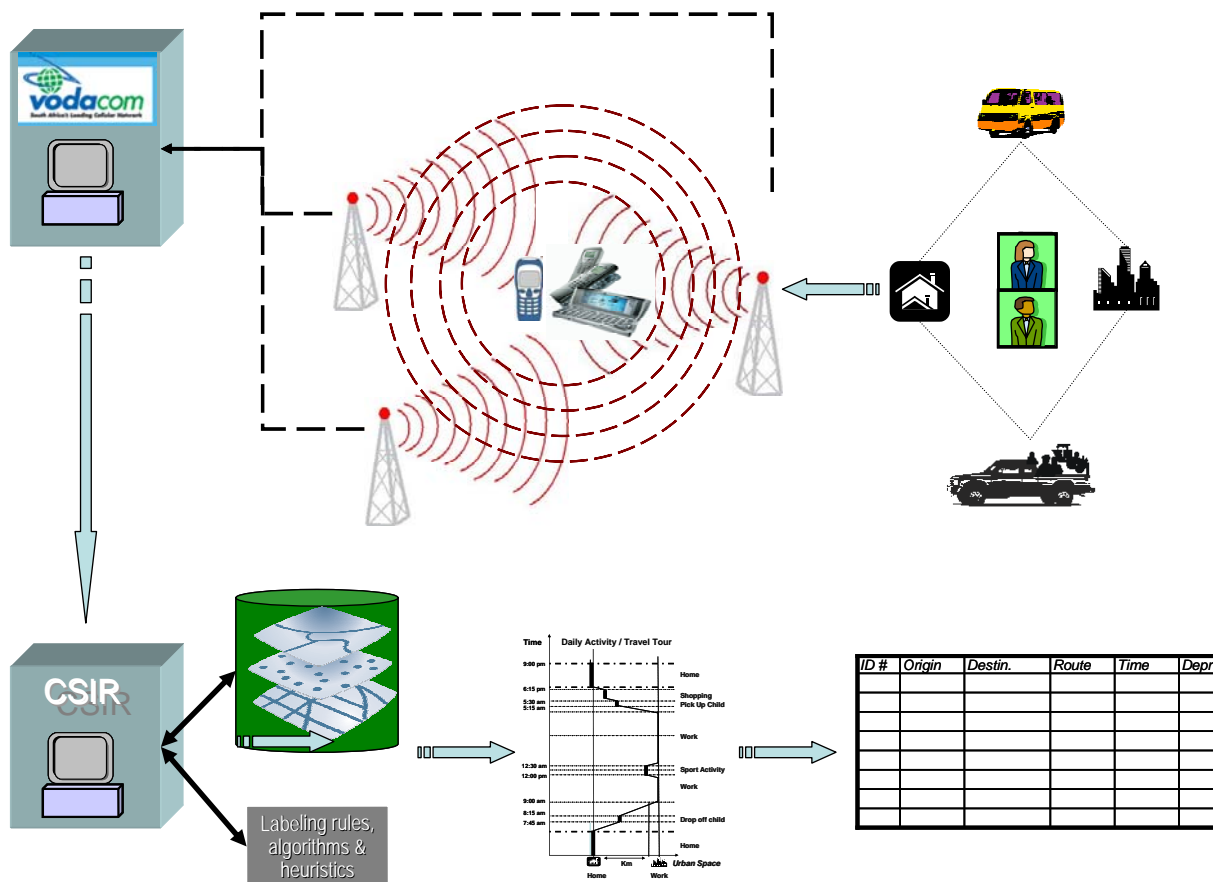 vodacom
South Africa's Leading Cellular Network
CSIR
CSIR
Labeling rules,
algorithms &
heuristics
Time Daily Activity / Travel Tour
9:00 pm
Home
6:15 pm
Shopping
5:30 am
Pick Up Child
5:15 am
Work
12:30 am
Sport Activity
12:00 pm
Work
9:00 am
8:15 am
Drop off child
7:45 am
Home
Km
Urban Space
Home Work
ID # Origin Destin. Route Time Depr